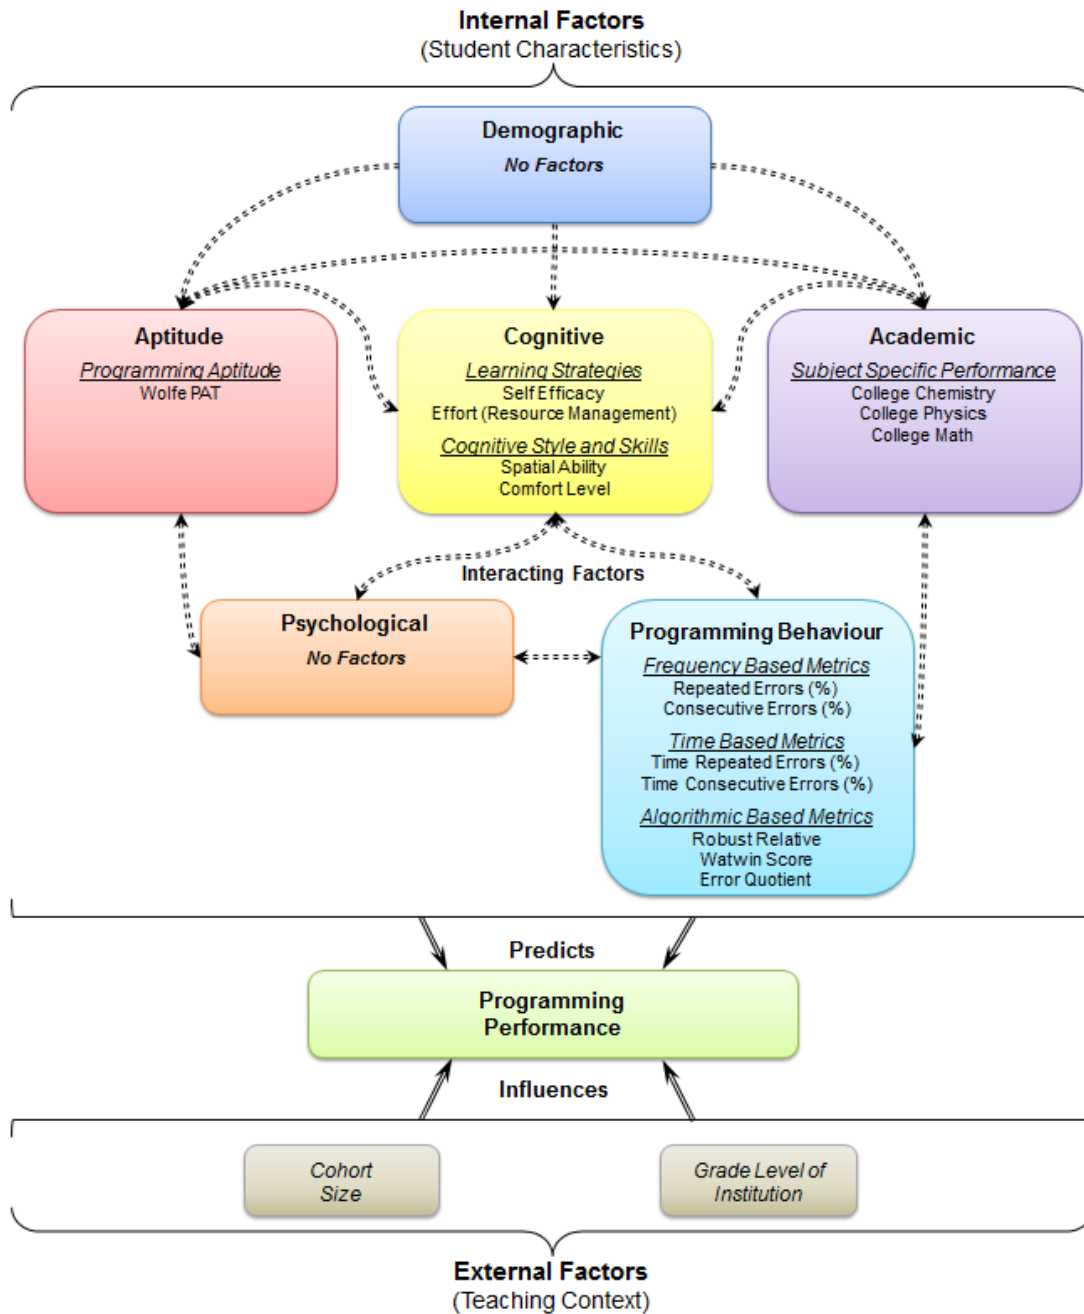 Internal Factors
(Student Characteristics)
Demographic
No Factors
Aptitude
Programming Aptitude
Wolfe PAT
Cognitive
Learning Strategies
Self Efficacy
Effort (Resource Management)
Cognitive Style and Skills
Spatial Ability
Comfort Level
Academic
Subject Specific Performance
College Chemistry
College Physics
College Math
Interacting Factors
Psychological
No Factors
Programming Behaviour
Frequency Based Metrics
Repeated Errors (%)
Consecutive Errors (%)
Time Based Metrics
Time Repeated Errors (%)
Time Consecutive Errors (%)
Algorithmic Based Metrics
Robust Relative
Watwin Score
Error Quotient
Predicts
Programming
Performance
Influences
Cohort
Size
Grade Level of
Institution
External Factors
(Teaching Context)